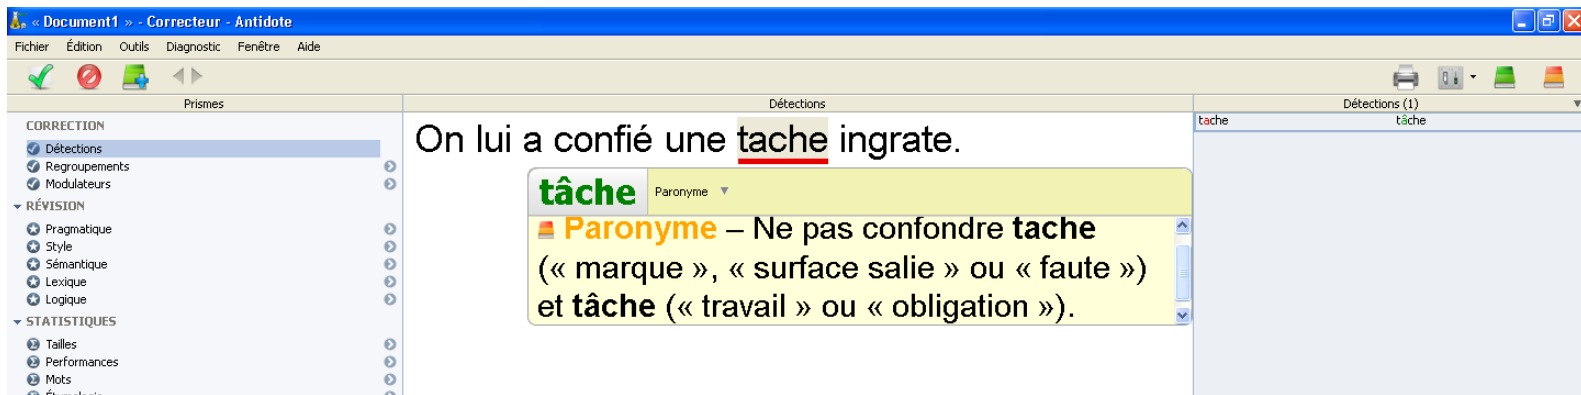 « Document1 » - Correcteur - Antidote
Fichier Édition Outils Diagnostic Fenêtre Aide
Prismes Détections Détections (1)
CORRECTION
Détections
Regroupements
Modulateurs
RÉVISION
Pragmatique
Style
Sémantique
Lexique
Logique
STATISTIQUES
Tailles
Performances
Mots
On lui a confié une tache ingrate.
tâche Paronyme
Paronyme – Ne pas confondre tache
(« marque », « surface salie » ou « faute »)
et tâche (« travail » ou « obligation »).
tache tâche